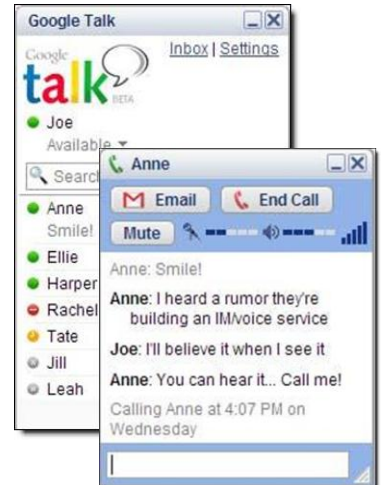 Google Talk
Inbox | Settings
Google
talk
BETA
Joe
Available
Search
Anne
Smile!
Ellie
Harper
Rachel
Tate
Jill
Leah
Anne
Email
End Call
Mute
Anne: Smile!
Anne: I heard a rumor they're
building an IM/voice service
Joe: I'll believe it when I see it
Anne: You can hear it... Call me!
Calling Anne at 4:07 PM on
Wednesday